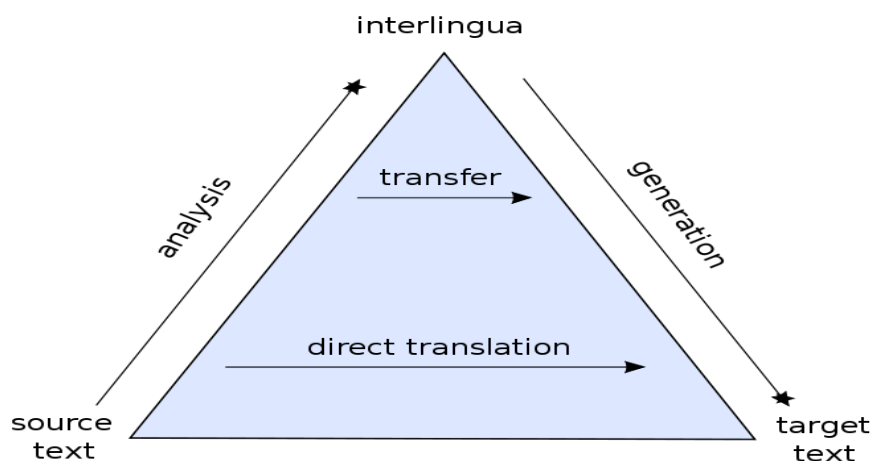 interlingua
transfer
analysis
generation
direct translation
source
text
target
text